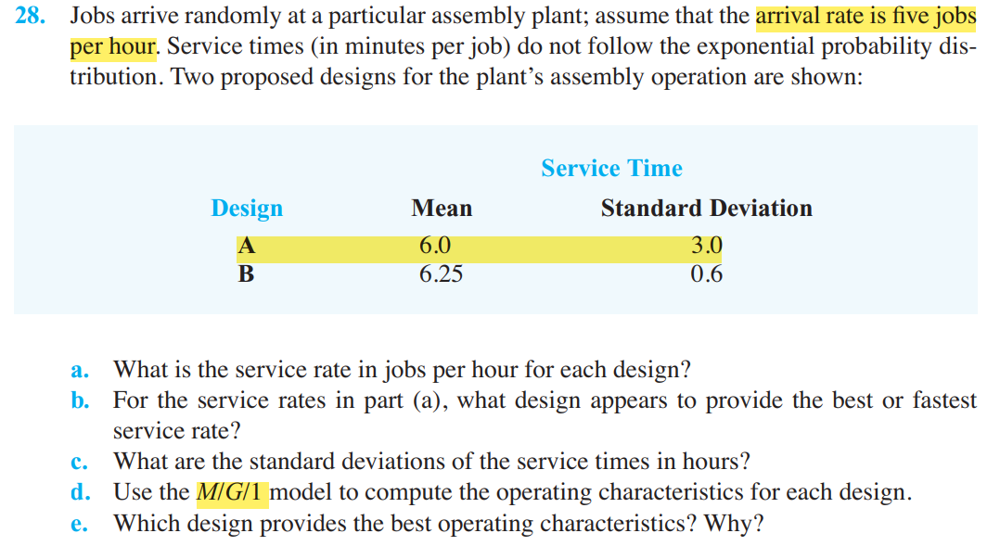 28. Jobs arrive randomly at a particular assembly plant; assume that the arrival rate is five jobs
per hour. Service times (in minutes per job) do not follow the exponential probability dis-
tribution. Two proposed designs for the plant's assembly operation are shown:
Service Time
Design Mean Standard Deviation
A 6.0 3.0
B 6.25 0.6
a. What is the service rate in jobs per hour for each design?
b. For the service rates in part (a), what design appears to provide the best or fastest
service rate?
c. What are the standard deviations of the service times in hours?
d. Use the M/G/1 model to compute the operating characteristics for each design.
e. Which design provides the best operating characteristics? Why?